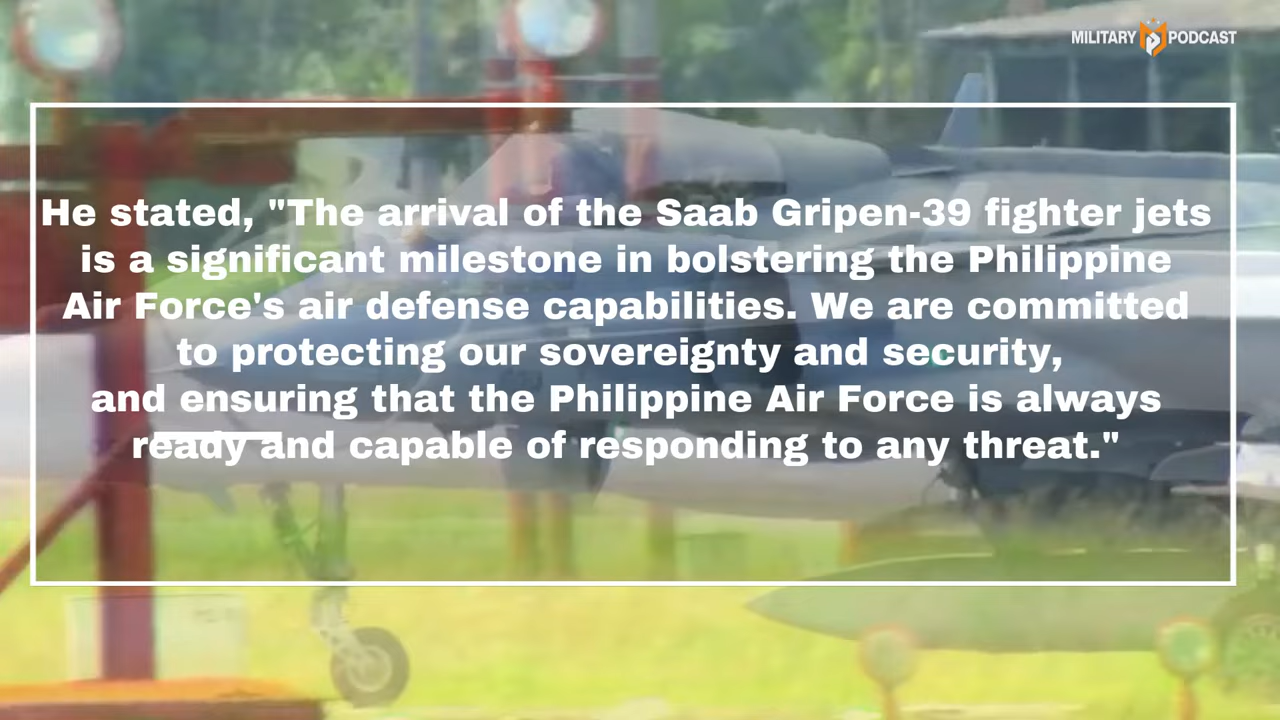 MILITARY PODCAST
He stated, "The arrival of the Saab Gripen-39 fighter jets
is a significant milestone in bolstering the Philippine
Air Force's air defense capabilities. We are committed
to protecting our sovereignty and security,
and ensuring that the Philippine Air Force is always
ready and capable of responding to any threat."